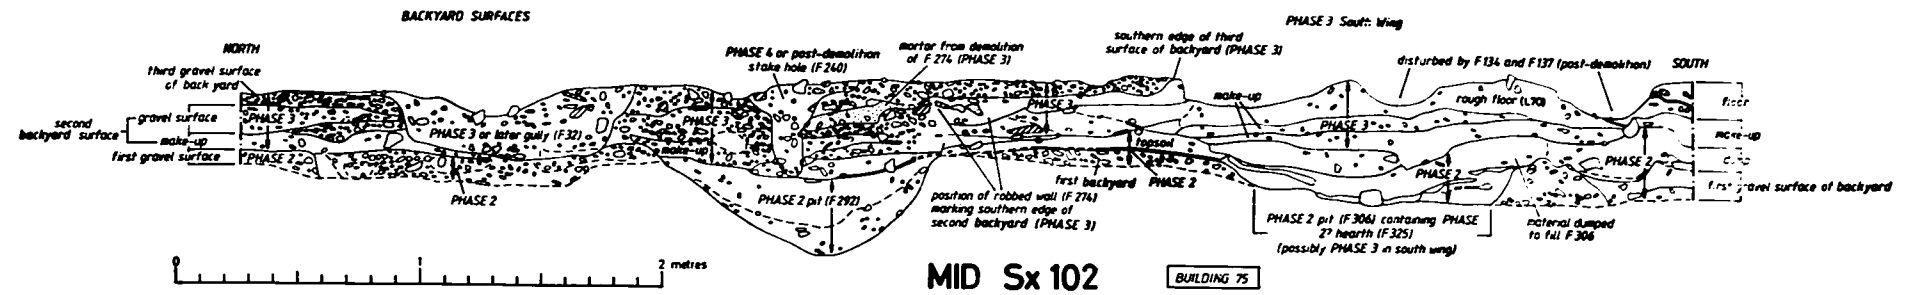 BACKYARD SURFACES
PHASE 3 South Wing
NORTH
SOUTH
third gravel surface
of back yard
second
backyard surface
gravel surface
make-up
first gravel surface
PHASE 3
PHASE 2
PHASE 3 or later gully (F32)
PHASE 2
PHASE 3
make-up
PHASE 4 or post-demolition
stake hole (F240)
mortar from demolition
of F 274 (PHASE 3)
southern edge of third
surface of backyard (PHASE 3)
PHASE 3
topsoil
first backyard
PHASE 2
PHASE 2 pit (F292)
position of robbed wall (F274)
marking southern edge of
second backyard (PHASE 3)
make-up
PHASE 3
disturbed by F134 and F137 (post-demolition)
rough floor (L70)
PHASE 2
PHASE 2
PHASE 2 pit (F306) containing PHASE
2? hearth (F325)
(possibly PHASE 3 in south wing)
material dumped
to fill F306
floor
make-up
first gravel surface of backyard
0
1
2 metres
MID Sx 102
BUILDING 75